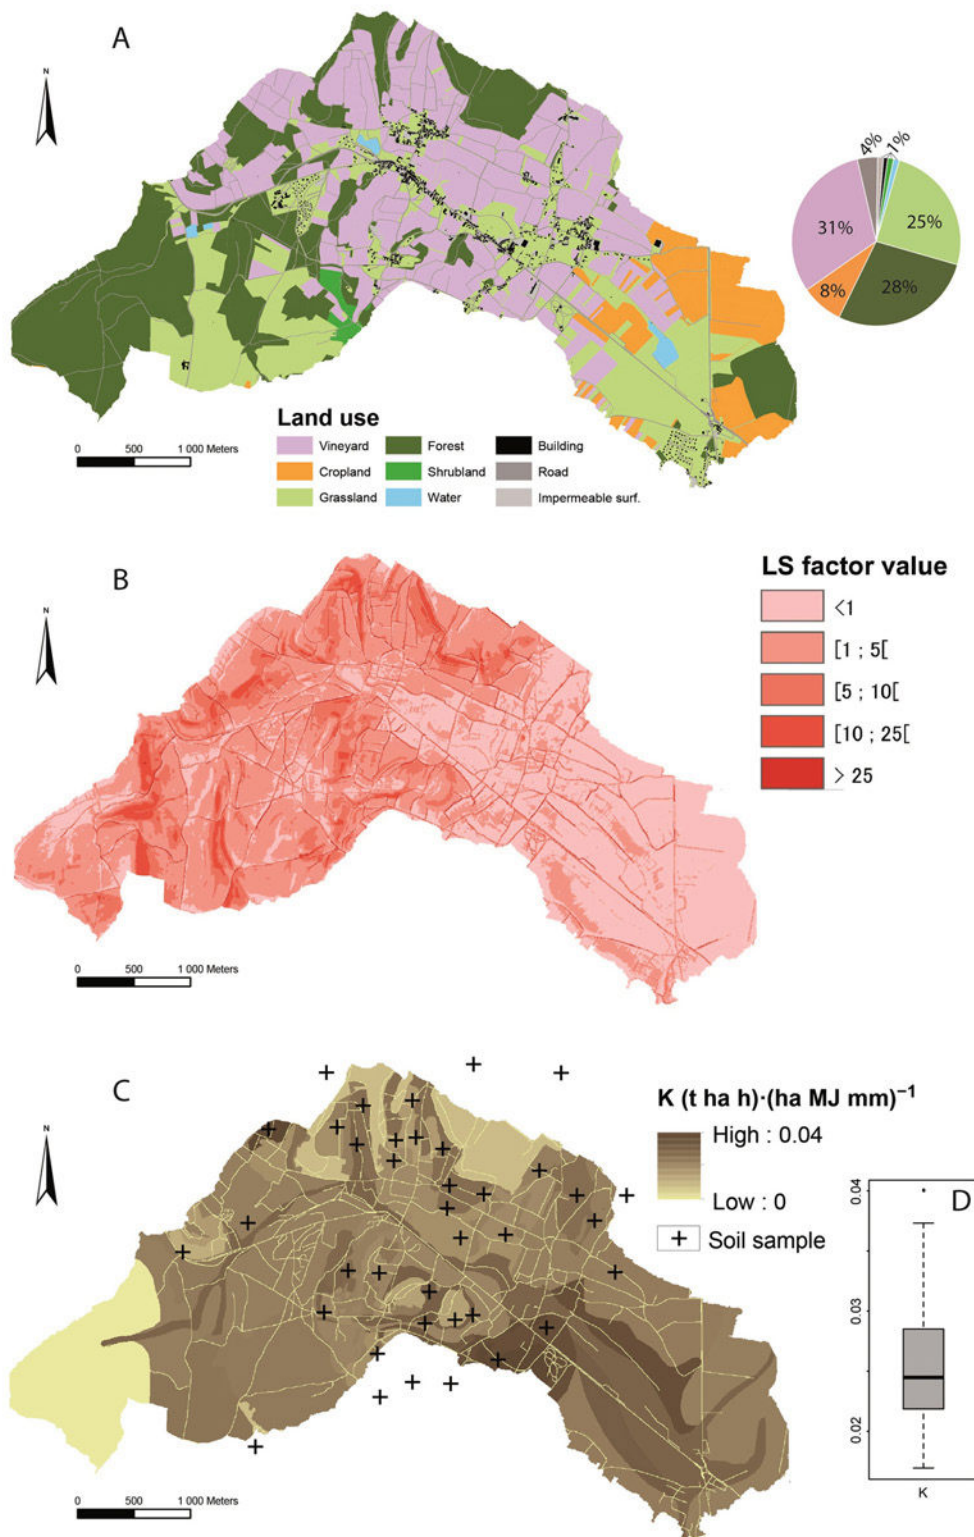 A
N
4%
1%
31%
25%
8%
28%
Land use
Vineyard
Forest
Building
Cropland
Shrubland
Road
Grassland
Water
Impermeable surf.
0 500 1 000 Meters
B
N
LS factor value
<1
[1 ; 5[
[5 ; 10[
[10 ; 25[
> 25
0 500 1 000 Meters
C
N
K (t ha h)·(ha MJ mm)⁻¹
High : 0.04
Low : 0
+ Soil sample
D
0.04
0.03
0.02
K
0 500 1 000 Meters